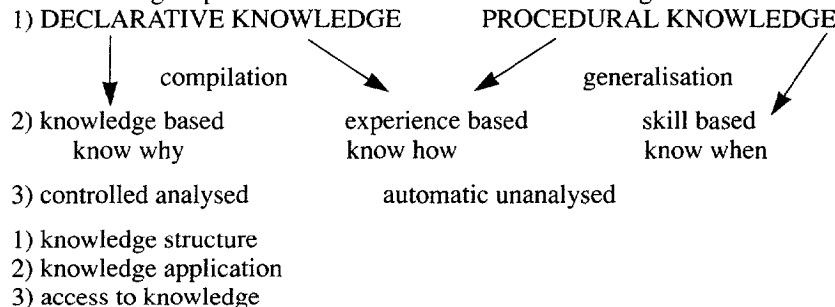 1) DECLARATIVE KNOWLEDGE PROCEDURAL KNOWLEDGE
compilation generalisation
2) knowledge based experience based skill based
know why know how know when
3) controlled analysed automatic unanalysed
1) knowledge structure
2) knowledge application
3) access to knowledge